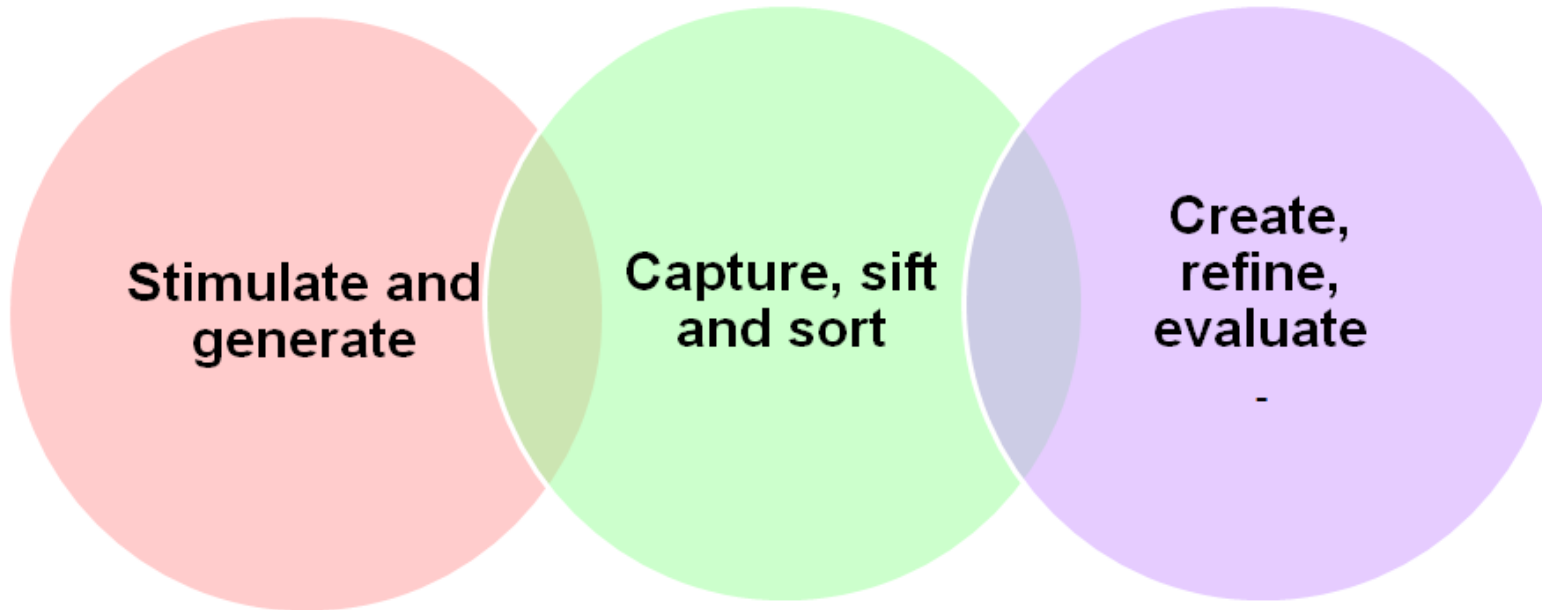 Stimulate and
generate
Capture, sift
and sort
Create,
refine,
evaluate
-